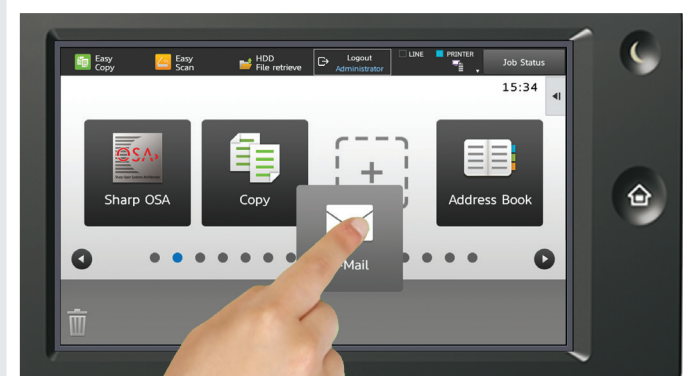 Easy
Copy
Easy
Scan
HDD
File retrieve
Logout
Administrator
LINE
PRINTER
Job Status
15:34
OSA
Sharp OSA
Copy
Address Book
-Mail